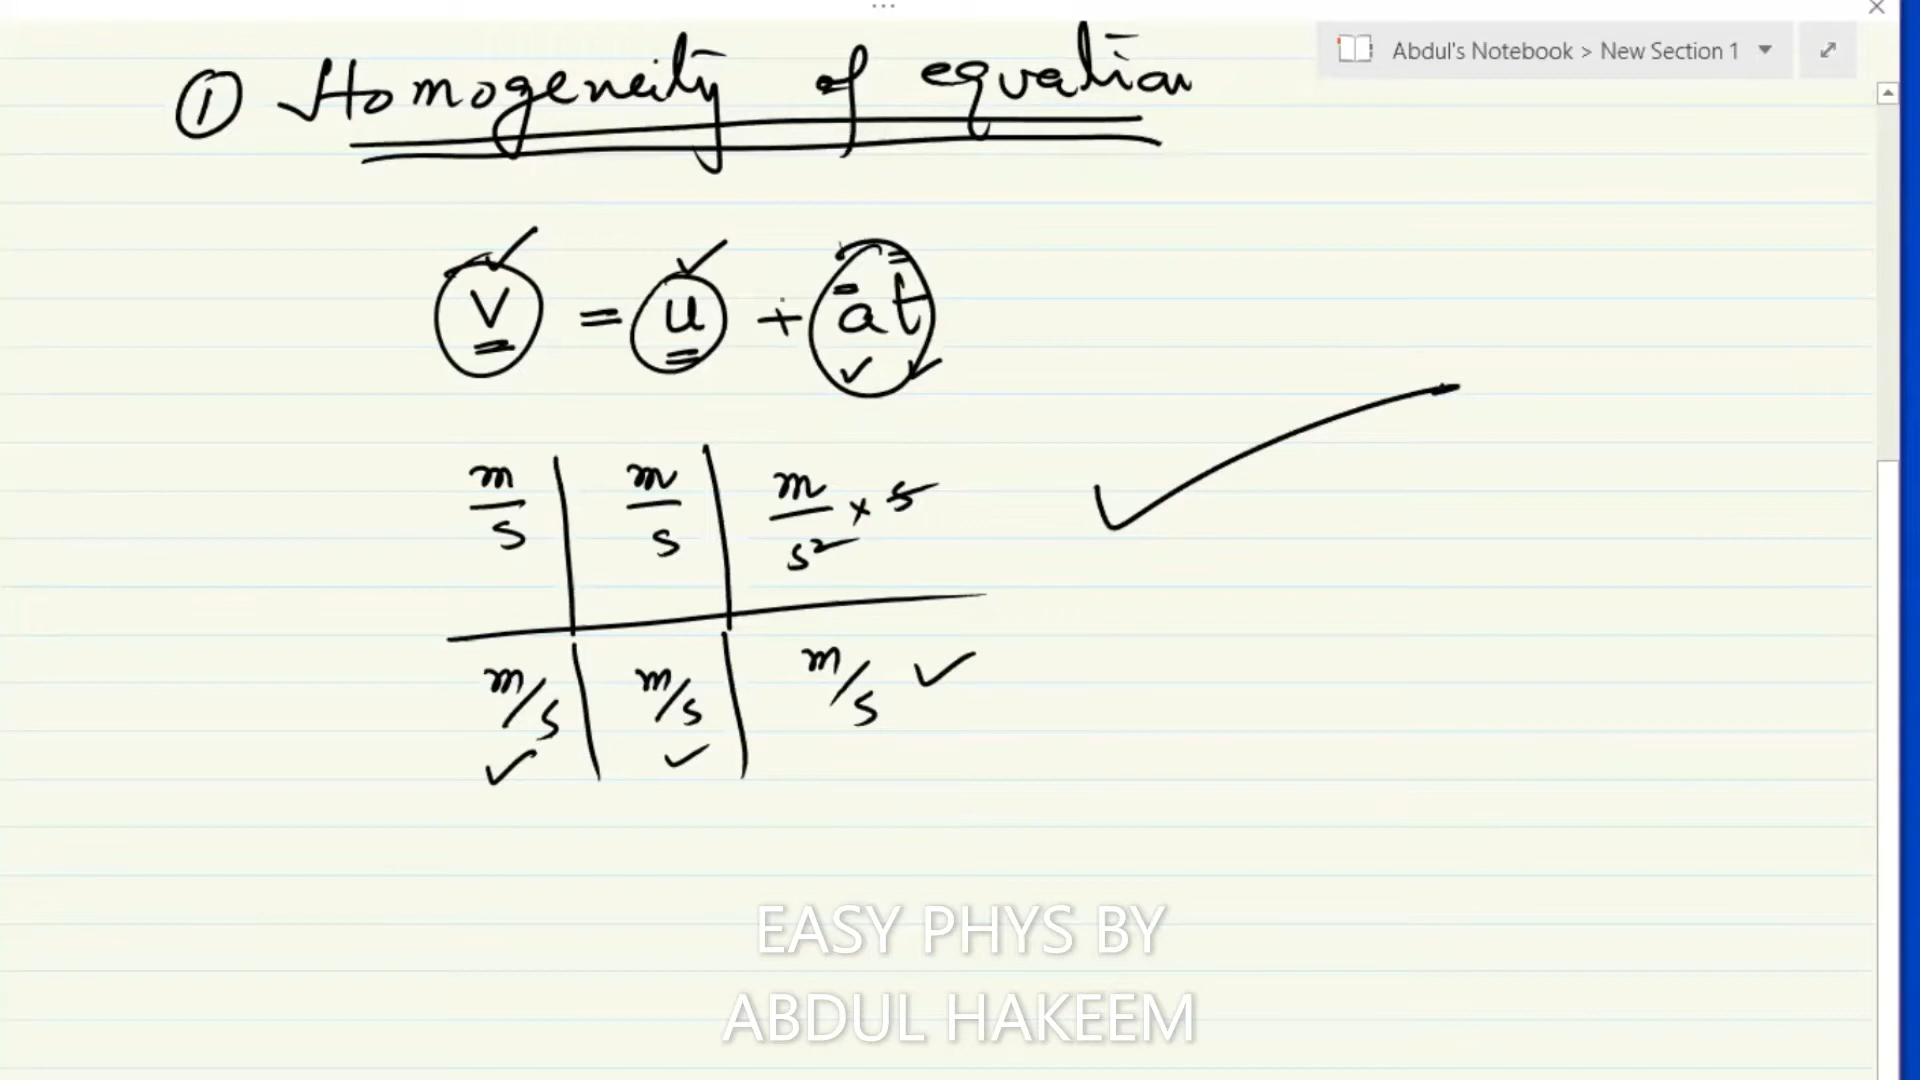 Abdul's Notebook > New Section 1
① Homogeneity of equation
v = u + at
m/s | m/s | m/s² × s
m/s | m/s | m/s
EASY PHYS BY
ABDUL HAKEEM